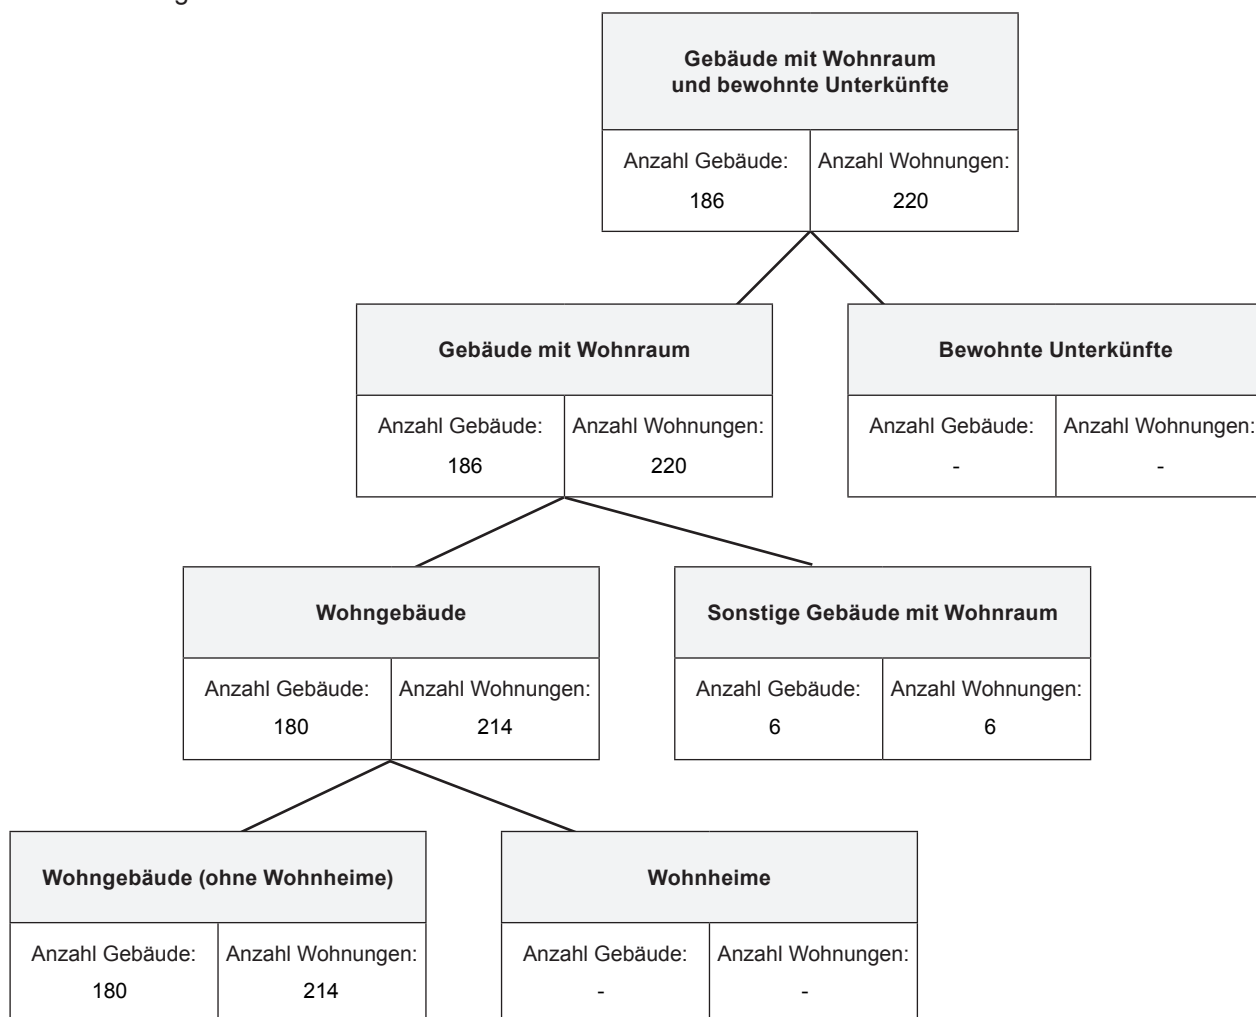 Gebäude mit Wohnraum
und bewohnte Unterkünfte
Anzahl Gebäude: Anzahl Wohnungen:
186 220
Gebäude mit Wohnraum
Bewohnte Unterkünfte
Anzahl Gebäude: Anzahl Wohnungen:
186 220
Anzahl Gebäude: Anzahl Wohnungen:
- -
Wohngebäude
Sonstige Gebäude mit Wohnraum
Anzahl Gebäude: Anzahl Wohnungen:
180 214
Anzahl Gebäude: Anzahl Wohnungen:
6 6
Wohngebäude (ohne Wohnheime)
Wohnheime
Anzahl Gebäude: Anzahl Wohnungen:
180 214
Anzahl Gebäude: Anzahl Wohnungen:
- -